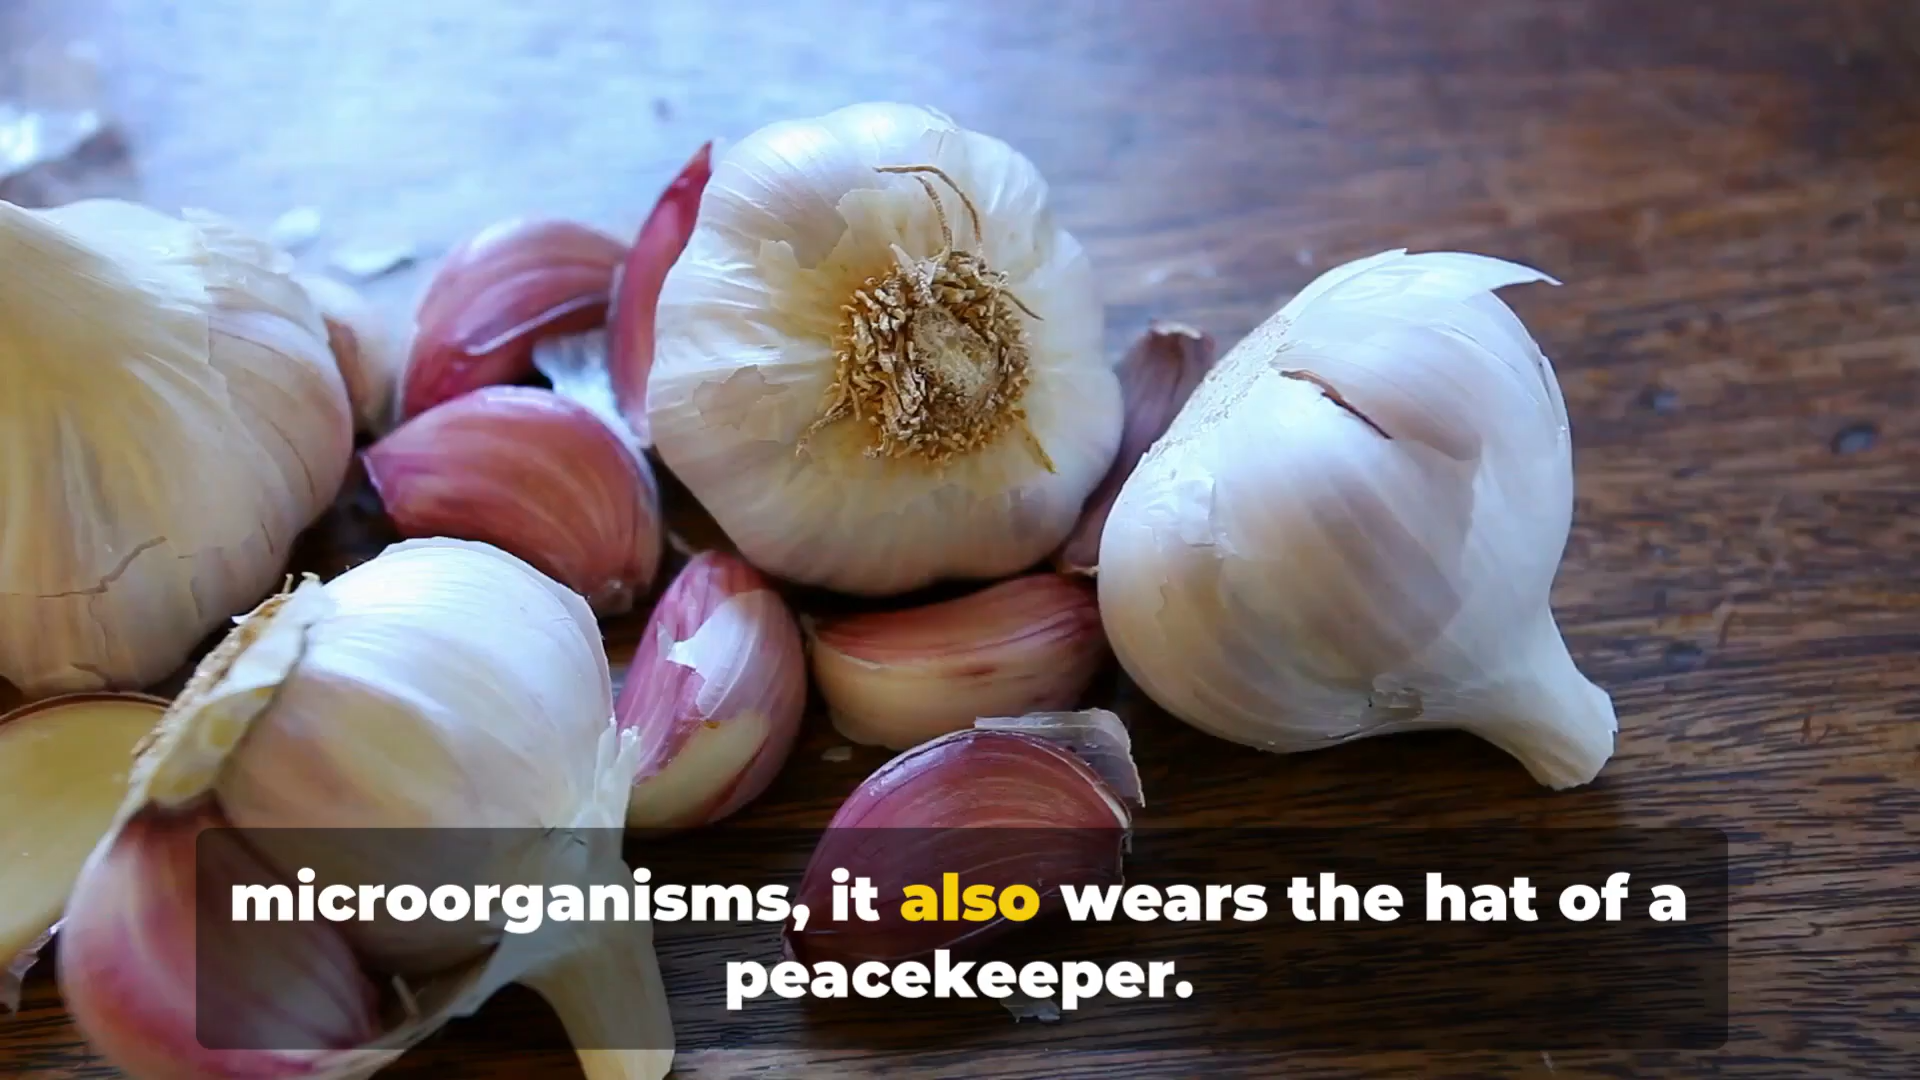 microorganisms, it also wears the hat of a
peacekeeper.